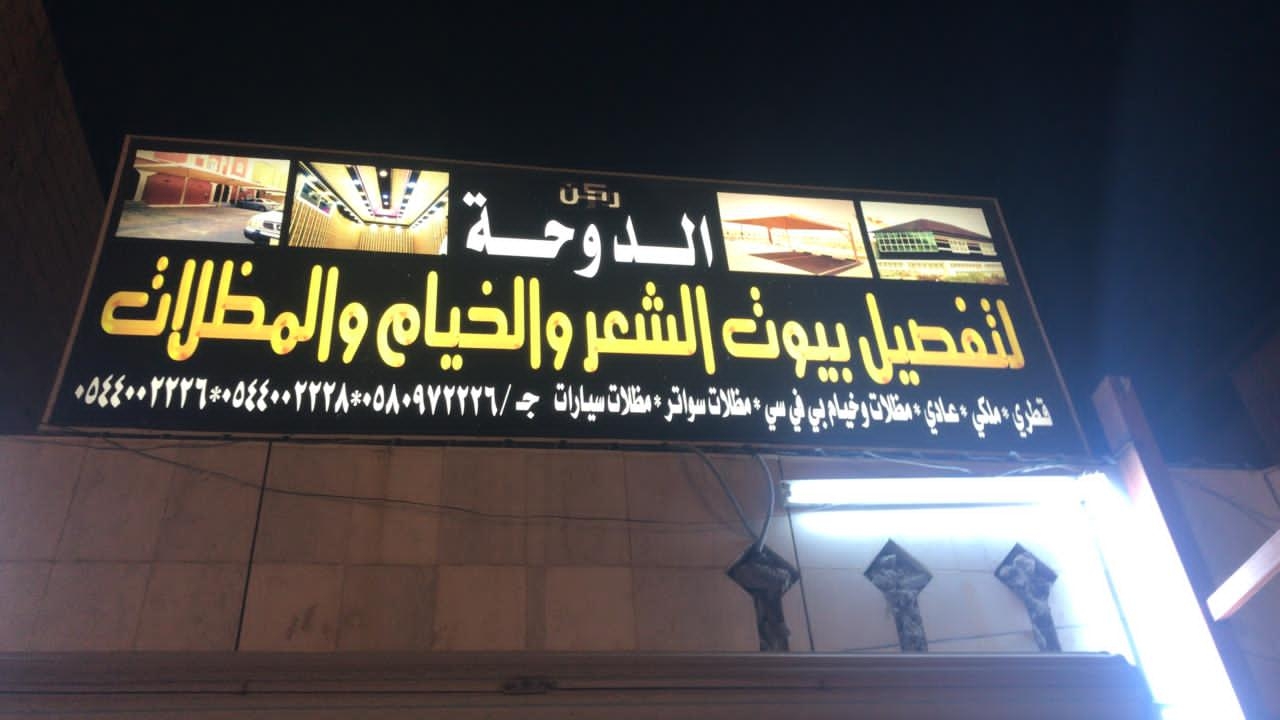 ركن
الدوحة
لتفصيل بيوت الشعر والخيام والمظلات
قطري * ملكي * عادي * مظلات وخيام بي في سي * مظلات سواتر * مظلات سيارات جـ / ٠٥٨٠٩٧٢٢٢٦*٠٥٤٤٠٠٢٢٢٨*٠٥٤٤٠٠٢٢٢٦